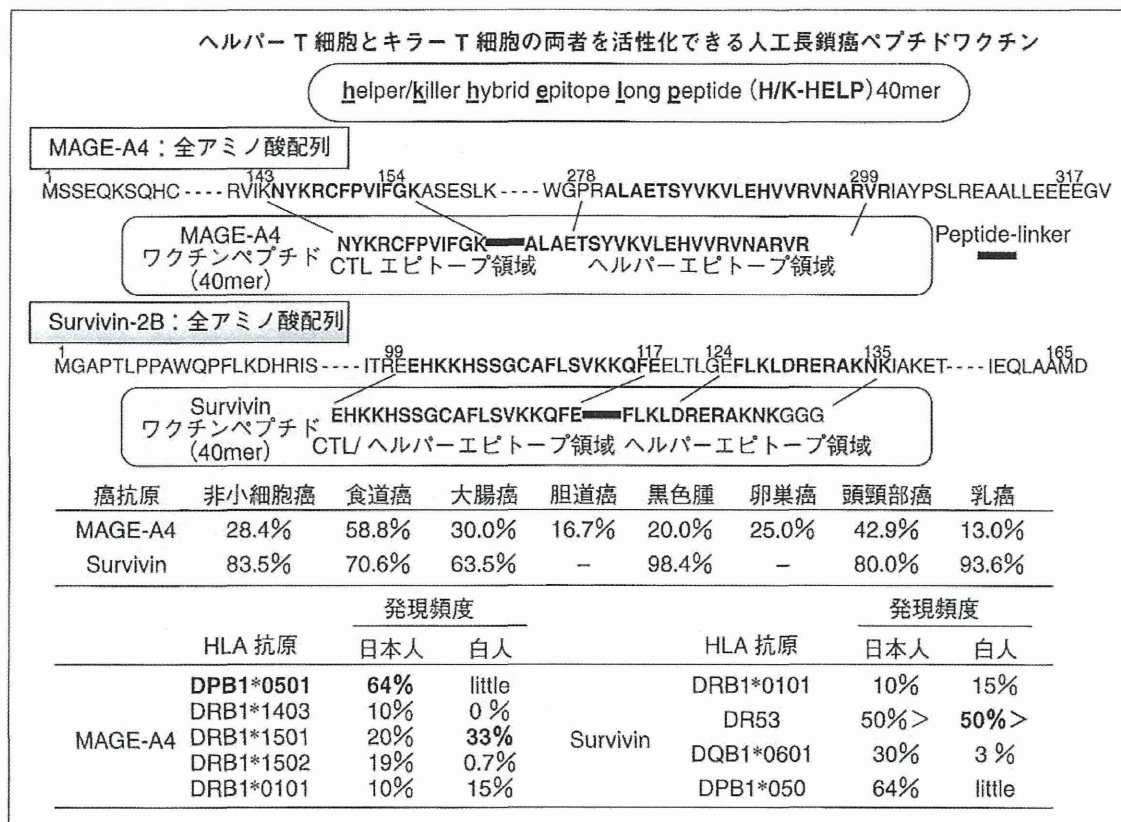 ヘルパーT細胞とキラーT細胞の両者を活性化できる人工長鎖癌ペプチドワクチン
helper/killer hybrid epitope long peptide (H/K-HELP) 40mer
MAGE-A4：全アミノ酸配列
1 143 154 278 299 317
MSSEQKSQHC ---- RVIKNYKRCFPVIFGKASESLK ---- WGPRALAETSYVKVLEHVVRVNARVRIAYPSLREAALLEEEEGV
MAGE-A4
ワクチンペプチド
(40mer)
NYKRCFPVIFGK ALAETSYVKVLEHVVRVNARVR
CTLエピトープ領域 ヘルパーエピトープ領域
Peptide-linker
Survivin-2B：全アミノ酸配列
1 99 117 124 135 165
MGAPTLPPAWQPFLKDHRIS ---- ITREEHKKHSSGCAFLSVKKQFEELTLGEFLKLDRERAKNKIAKET ---- IEQLAAMD
Survivin
ワクチンペプチド
(40mer)
EHKKHSSGCAFLSVKKQFE FLKLDRERAKNKGGG
CTL/ヘルパーエピトープ領域 ヘルパーエピトープ領域
癌抗原 非小細胞癌 食道癌 大腸癌 胆道癌 黒色腫 卵巣癌 頭頸部癌 乳癌
MAGE-A4 28.4% 58.8% 30.0% 16.7% 20.0% 25.0% 42.9% 13.0%
Survivin 83.5% 70.6% 63.5% – 98.4% – 80.0% 93.6%
発現頻度 発現頻度
HLA抗原 日本人 白人 HLA抗原 日本人 白人
DPB1*0501 64% little DRB1*0101 10% 15%
DRB1*1403 10% 0% DR53 50%> 50%>
MAGE-A4 DRB1*1501 20% 33% Survivin DQB1*0601 30% 3%
DRB1*1502 19% 0.7% DPB1*050 64% little
DRB1*0101 10% 15%